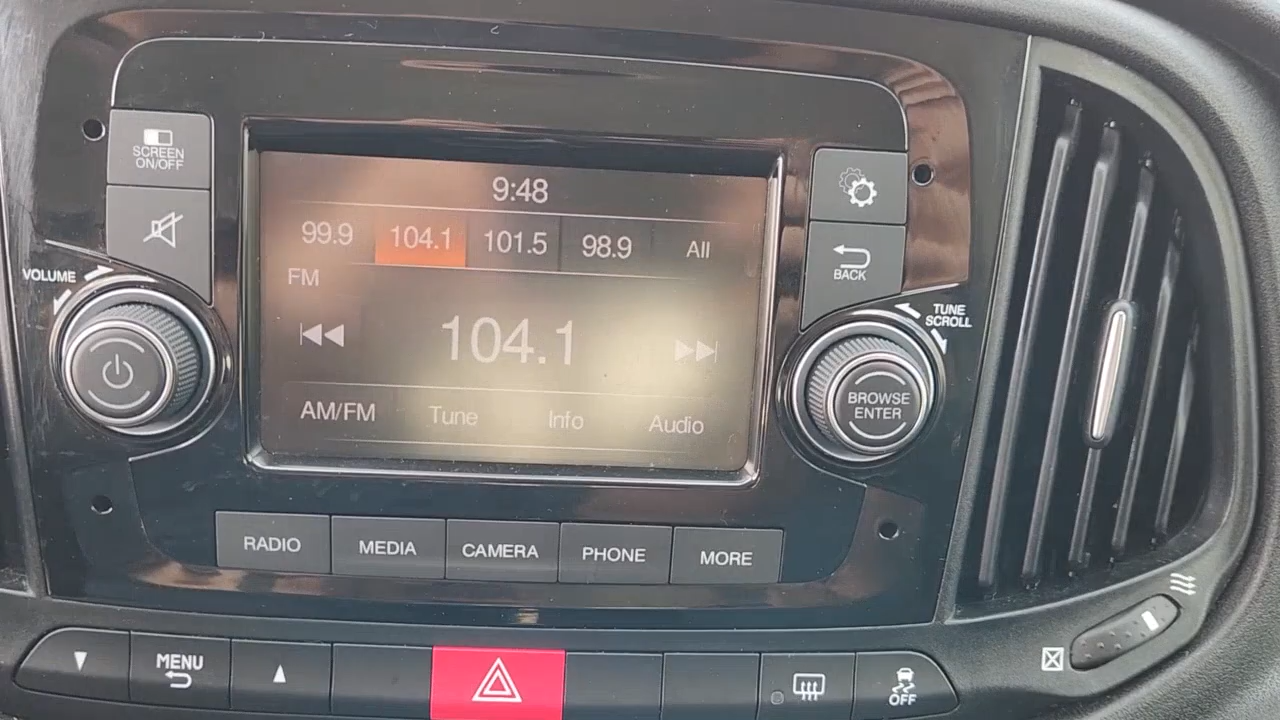 SCREEN
ON/OFF
9:48
99.9 104.1 101.5 98.9 All
FM
BACK
VOLUME
TUNE
SCROLL
104.1
BROWSE
ENTER
AM/FM Tune Info Audio
RADIO MEDIA CAMERA PHONE MORE
MENU
OFF